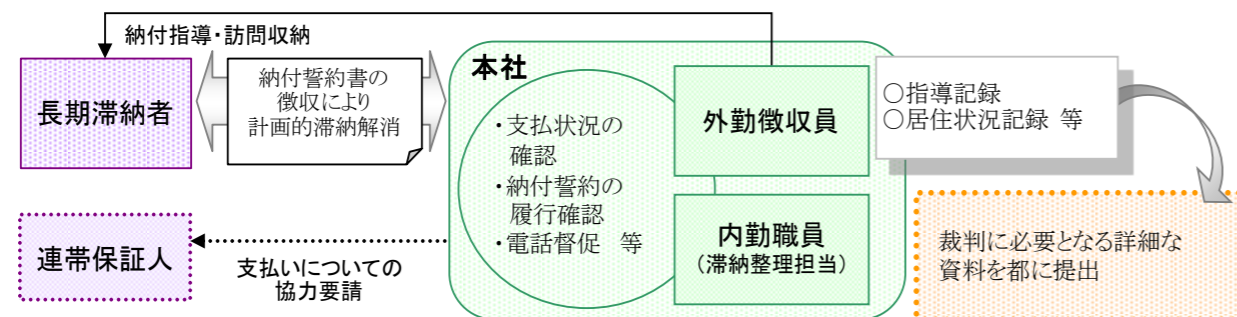 納付指導・訪問収納
長期滞納者
納付誓約書の
徴収により
計画的滞納解消
本社
・支払状況の
確認
・納付誓約の
履行確認
・電話督促 等
外勤徴収員
内勤職員
（滞納整理担当）
○指導記録
○居住状況記録 等
連帯保証人
支払いについての
協力要請
裁判に必要となる詳細な
資料を都に提出